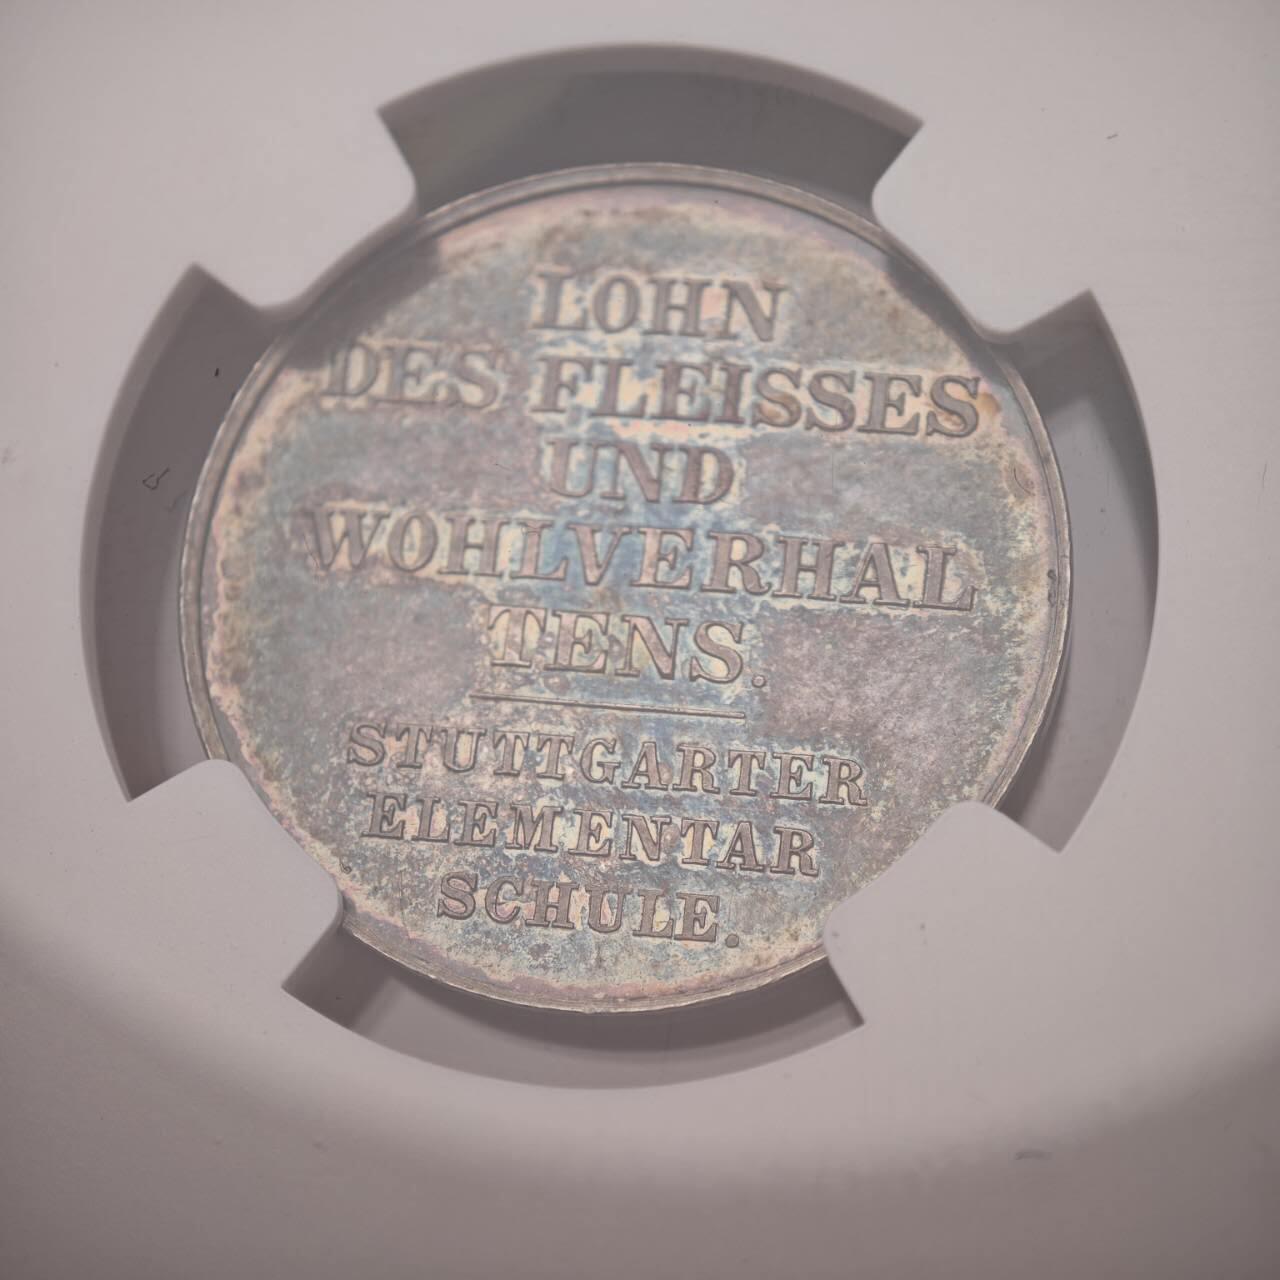 LOHN
DES FLEISSES
UND
WOHLVERHAL
TENS.
STUTTGARTER
ELEMENTAR
SCHULE.